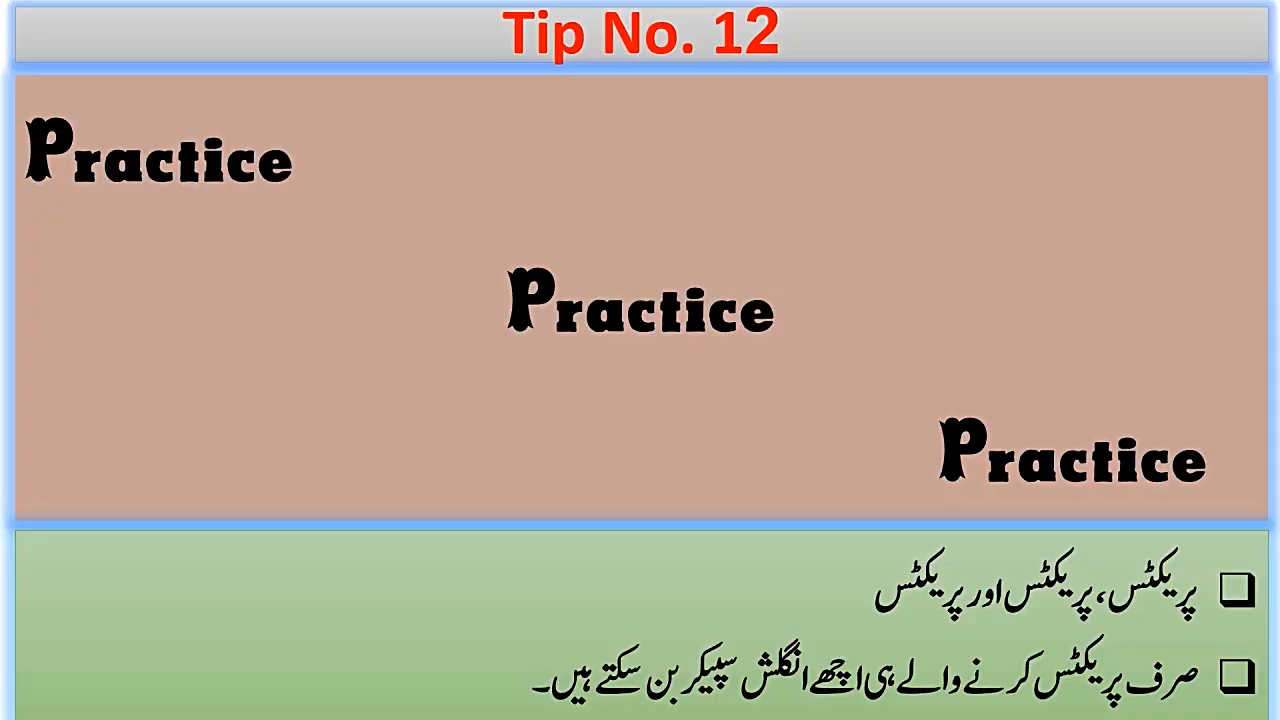 Tip No. 12
Practice
Practice
Practice
پریکٹس، پریکٹس اور پریکٹس
صرف پریکٹس کرنے والے ہی اچھے انگلش سپیکر بن سکتے ہیں۔